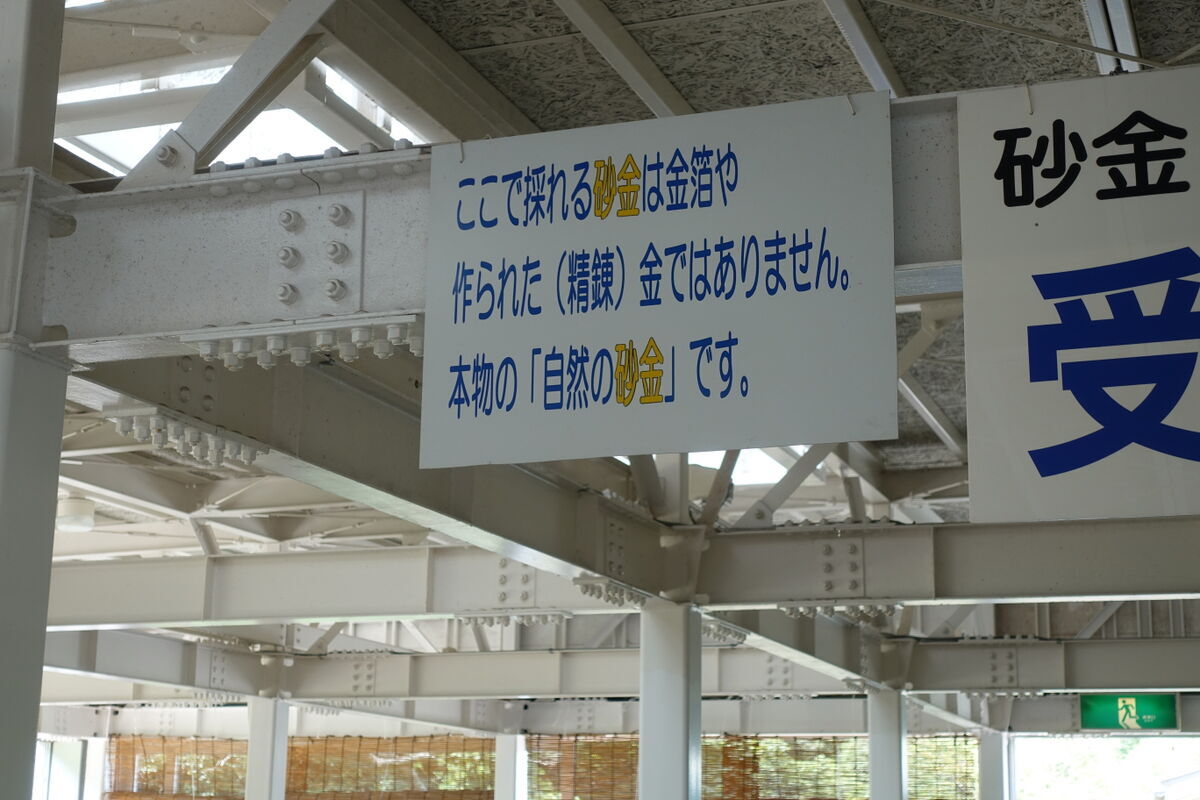 ここで採れる砂金は金箔や
作られた（精錬）金ではありません。
本物の「自然の砂金」です。
砂金
受